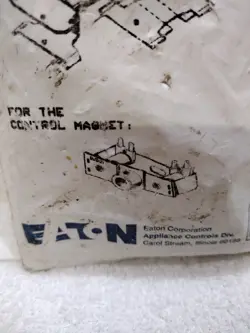 FOR THE
CONTROL MAGNET:
EATON
Eaton Corporation
Appliance Controls Div.
Carol Stream, Illinois 60188